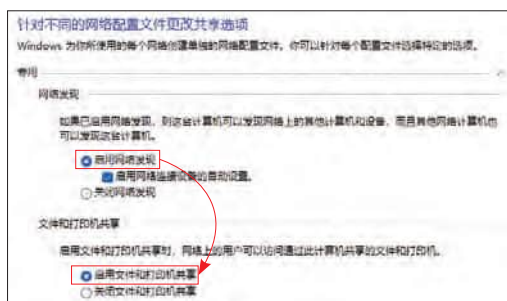 针对不同的网络配置文件更改共享选项
Windows 为你所使用的每个网络创建单独的网络配置文件。你可以针对每个配置文件选择特定的选项。
专用
网络发现
如果已启用网络发现，则这台计算机可以发现网络上的其他计算机和设备，而且其他网络计算机也
可以发现这台计算机。
启用网络发现
启用网络连接设备的自动设置。
关闭网络发现
文件和打印机共享
启用文件和打印机共享时，网络上的用户可以访问通过此计算机共享的文件和打印机。
启用文件和打印机共享
关闭文件和打印机共享